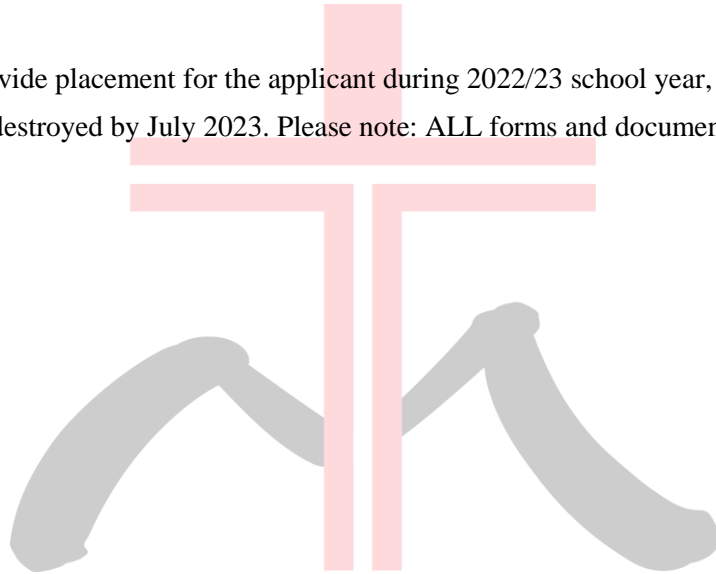 vide placement for the applicant during 2022/23 school year,
destroyed by July 2023. Please note: ALL forms and documen